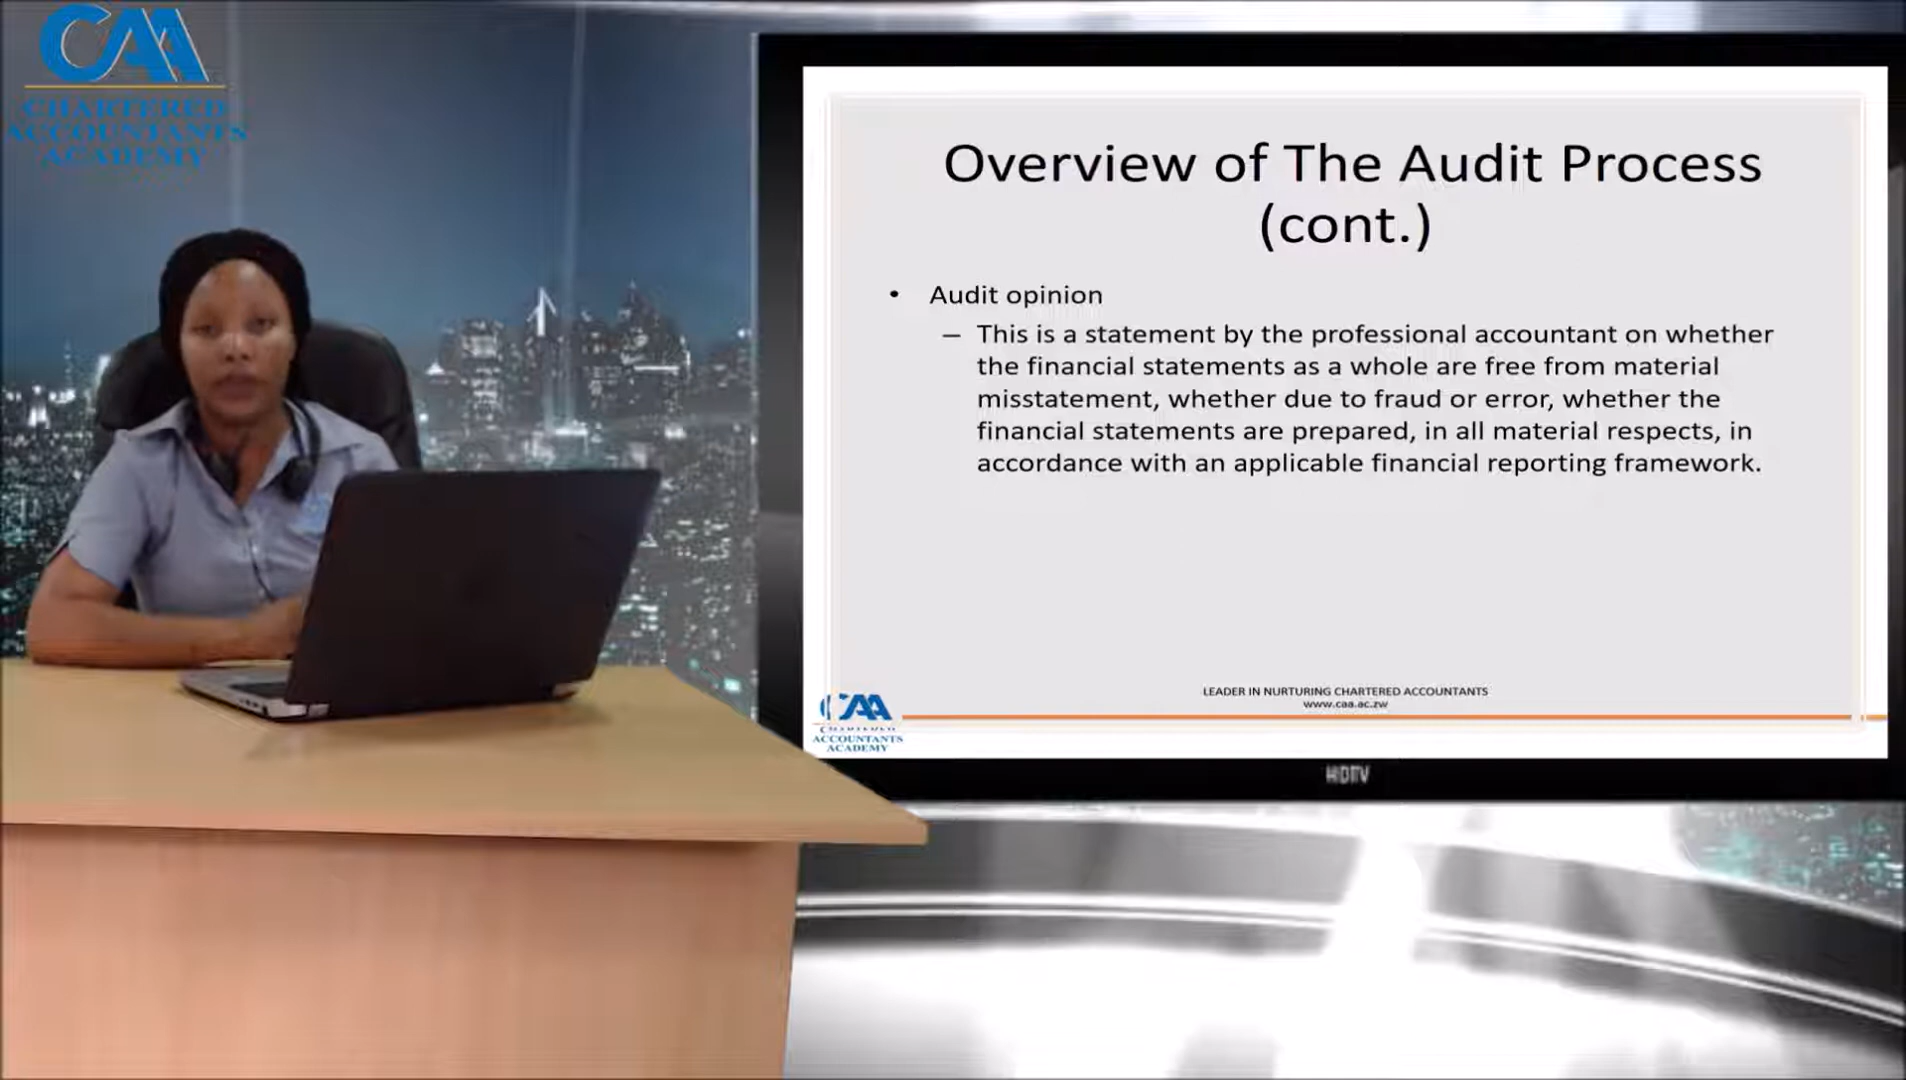 CAA
CHARTERED
ACCOUNTANTS
ACADEMY
Overview of The Audit Process
(cont.)
• Audit opinion
– This is a statement by the professional accountant on whether
the financial statements as a whole are free from material
misstatement, whether due to fraud or error, whether the
financial statements are prepared, in all material respects, in
accordance with an applicable financial reporting framework.
LEADER IN NURTURING CHARTERED ACCOUNTANTS
www.caa.ac.zw
CAA
CHARTERED
ACCOUNTANTS
ACADEMY
HDTV